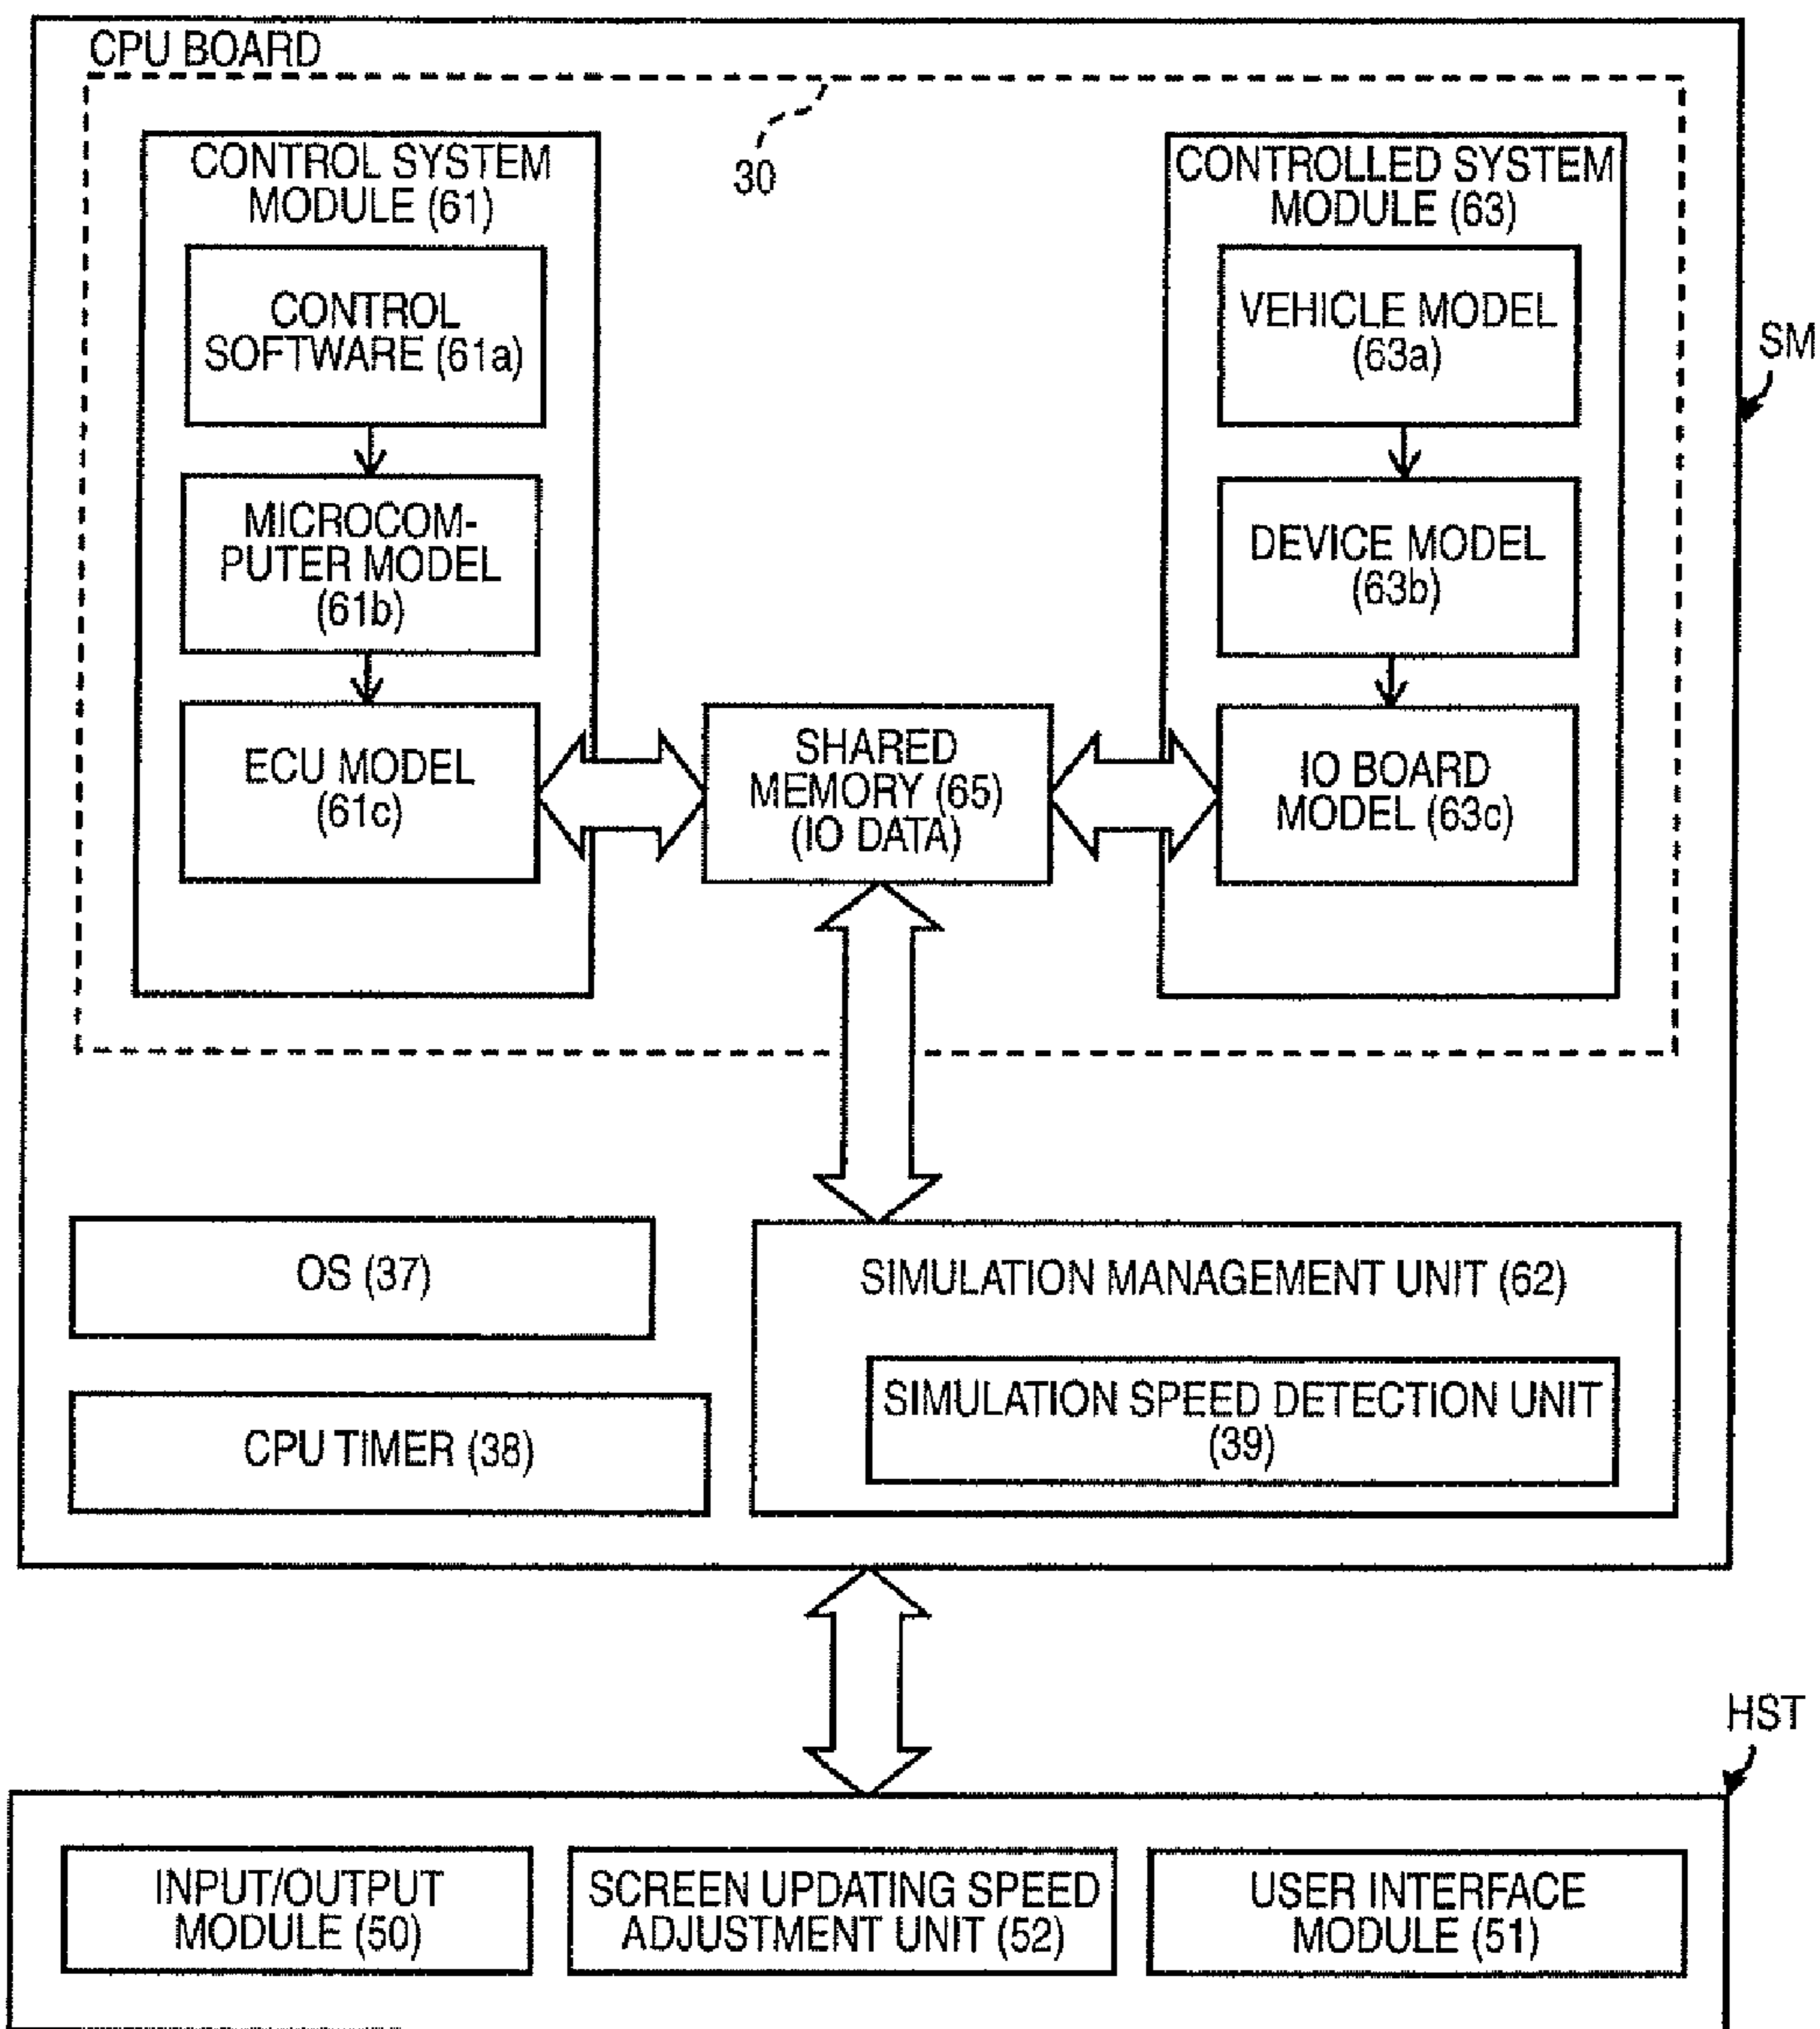 CPU BOARD
30
CONTROL SYSTEM
MODULE (61)
CONTROL
SOFTWARE (61a)
MICROCOM-
PUTER MODEL
(61b)
ECU MODEL
(61c)
SHARED
MEMORY (65)
(IO DATA)
CONTROLLED SYSTEM
MODULE (63)
VEHICLE MODEL
(63a)
DEVICE MODEL
(63b)
IO BOARD
MODEL (63c)
SM
OS (37)
CPU TIMER (38)
SIMULATION MANAGEMENT UNIT (62)
SIMULATION SPEED DETECTION UNIT
(39)
HST
INPUT/OUTPUT
MODULE (50)
SCREEN UPDATING SPEED
ADJUSTMENT UNIT (52)
USER INTERFACE
MODULE (51)